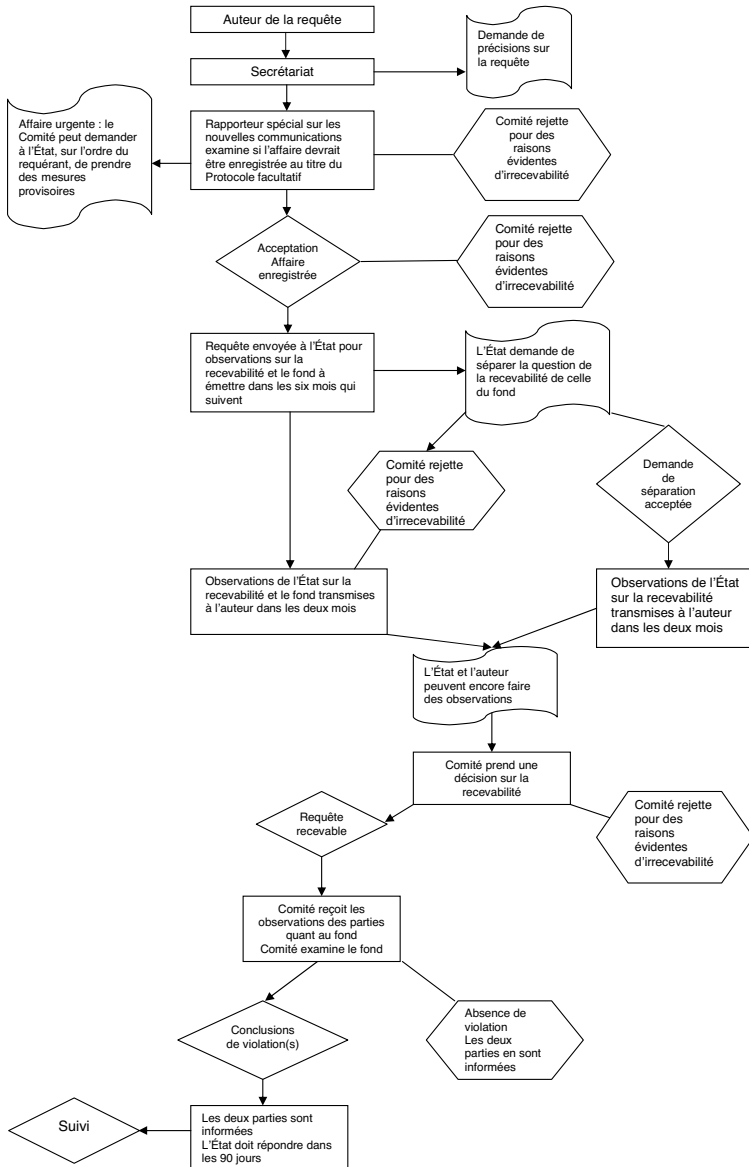 Auteur de la requête
Demande de
précisions sur
la requête
Secrétariat
Affaire urgente : le
Comité peut demander
à l’État, sur l’ordre du
requérant, de prendre
des mesures
provisoires
Rapporteur spécial sur les
nouvelles communications
examine si l’affaire devrait
être enregistrée au titre du
Protocole facultatif
Comité rejette
pour des
raisons
évidentes
d’irrecevabilité
Acceptation
Affaire
enregistrée
Comité rejette
pour des
raisons
évidentes
d’irrecevabilité
Requête envoyée à l’État pour
observations sur la
recevabilité et le fond à
émettre dans les six mois qui
suivent
L’État demande de
séparer la question de
la recevabilité de celle
du fond
Comité rejette
pour des
raisons
évidentes
d’irrecevabilité
Demande
de
séparation
acceptée
Observations de l’État sur la
recevabilité et le fond transmises
à l’auteur dans les deux mois
Observations de l’État
sur la recevabilité
transmises à l’auteur
dans les deux mois
L’État et l’auteur
peuvent encore faire
des observations
Comité prend une
décision sur la
recevabilité
Requête
recevable
Comité rejette
pour des
raisons
évidentes
d’irrecevabilité
Comité reçoit les
observations des parties
quant au fond
Comité examine le fond
Conclusions
de violation(s)
Absence de
violation
Les deux
parties en sont
informées
Suivi
Les deux parties sont
informées
L’État doit répondre dans
les 90 jours